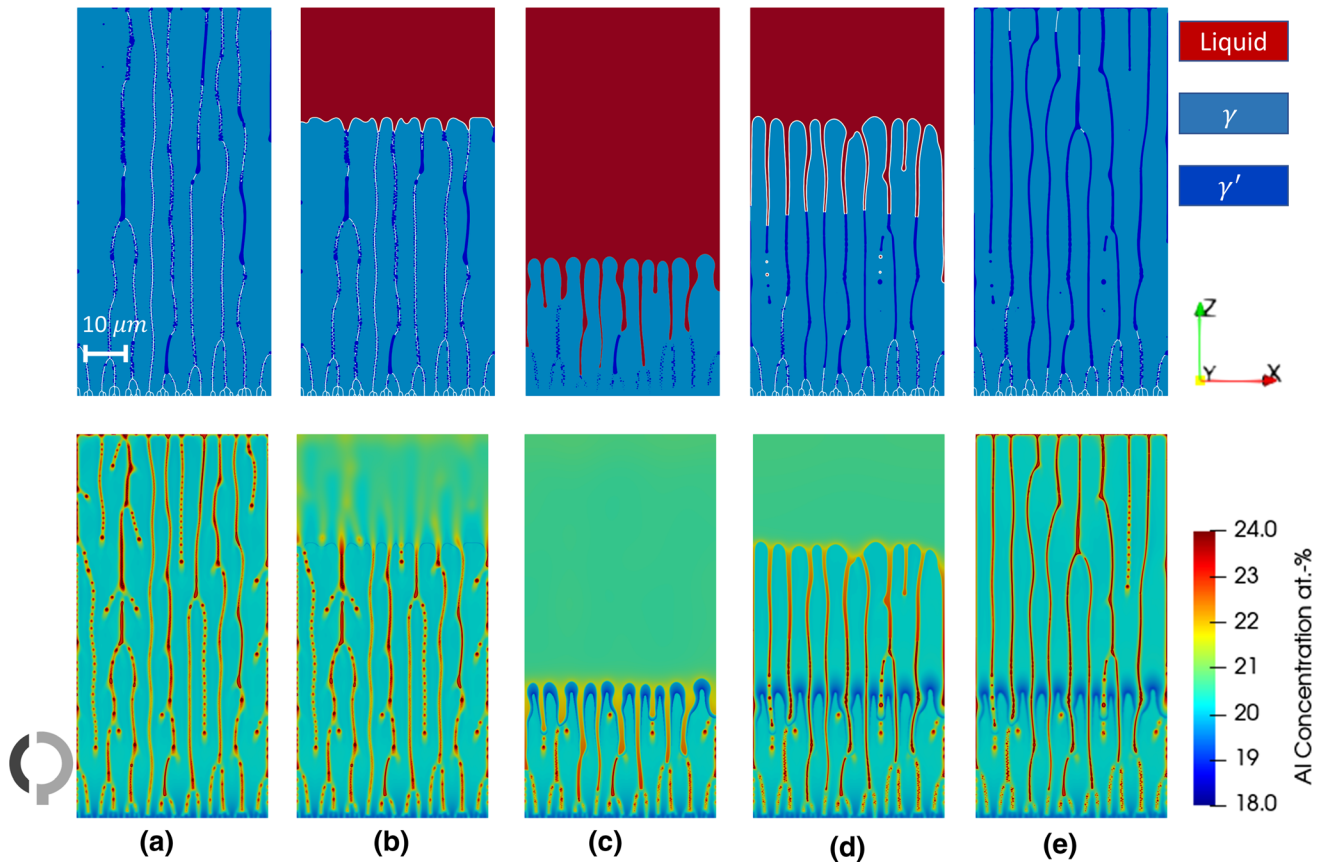 Liquid
γ
γ′
10 μm
Z
Y
X
24.0
23
22
21
20
19
18.0
Al Concentration at.-%
(a)
(b)
(c)
(d)
(e)